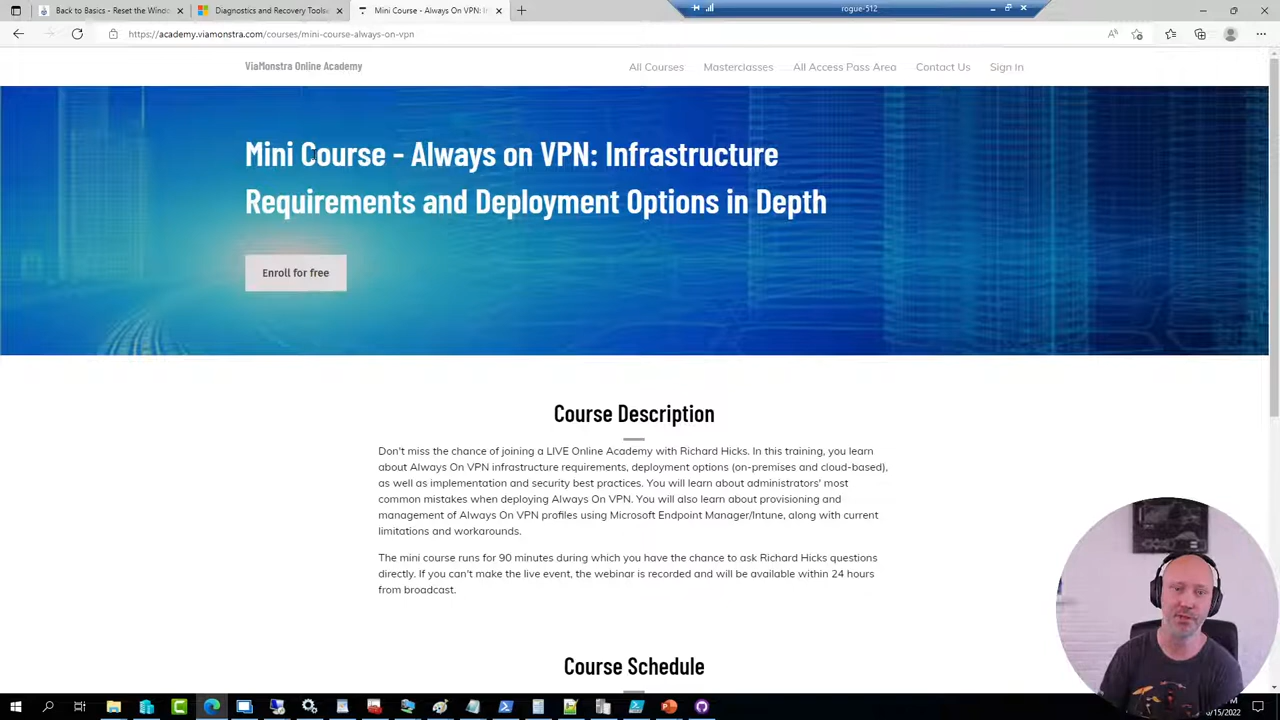 Back to Basics - Reset the Windo
Diagnostics and Recovery Toolse
Mini Course - Always On VPN: I
rogue-512
https://academy.viamonstra.com/courses/mini-course-always-on-vpn
ViaMonstra Online Academy
All Courses
Masterclasses
All Access Pass Area
Contact Us
Sign In
Mini Course - Always on VPN: Infrastructure
Requirements and Deployment Options in Depth
Enroll for free
Course Description
Don't miss the chance of joining a LIVE Online Academy with Richard Hicks. In this training, you learn
about Always On VPN infrastructure requirements, deployment options (on-premises and cloud-based),
as well as implementation and security best practices. You will learn about administrators' most
common mistakes when deploying Always On VPN. You will also learn about provisioning and
management of Always On VPN profiles using Microsoft Endpoint Manager/Intune, along with current
limitations and workarounds.
The mini course runs for 90 minutes during which you have the chance to ask Richard Hicks questions
directly. If you can't make the live event, the webinar is recorded and will be available within 24 hours
from broadcast.
Course Schedule
/15/2022